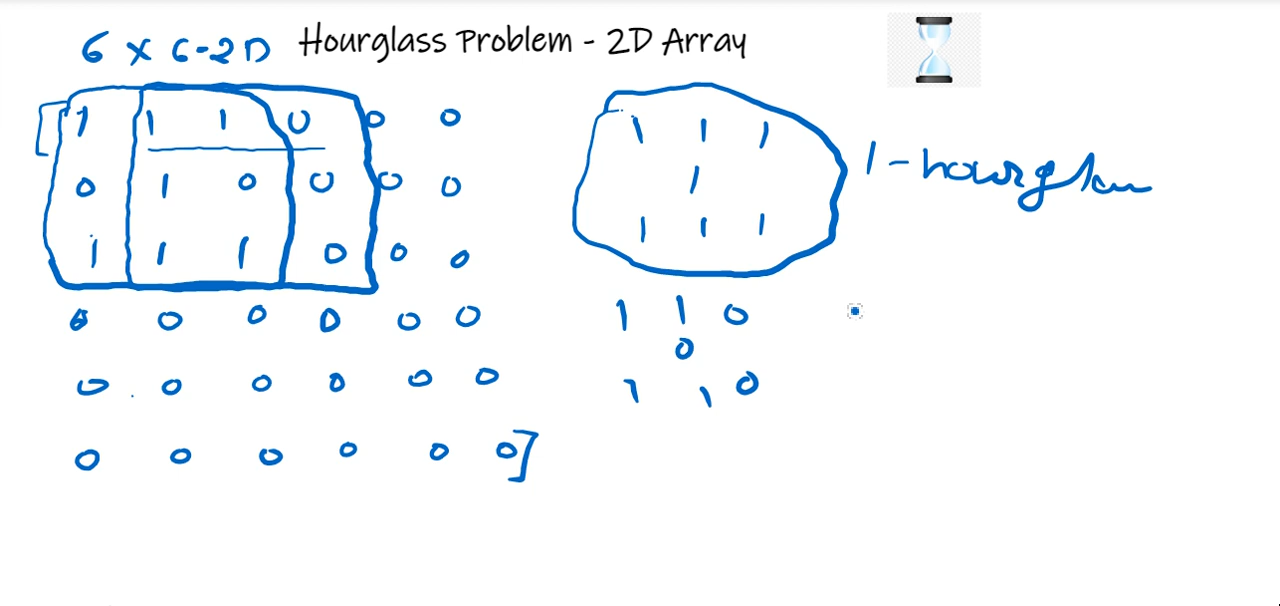 6 x 6-2D Hourglass Problem - 2D Array
[1 1 1 0 0 0
0 1 0 0 0 0
1 1 1 0 0 0
0 0 0 0 0 0
0 0 0 0 0 0
0 0 0 0 0 0]
1 1 1
1
1 1 1
1 - hourglass
1 1 0
0
1 1 0